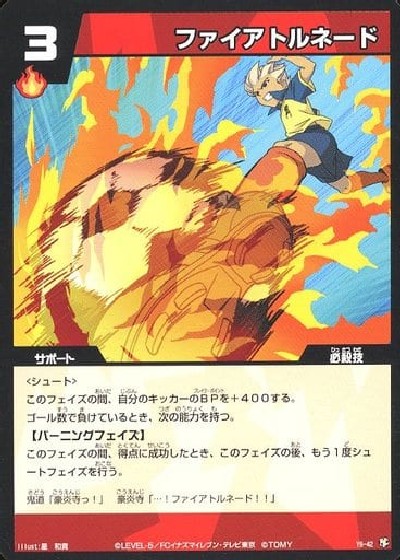 3
ファイアトルネード
サポート
必殺技
<シュート>
このフェイズの間、自分のキッカーのBPを+400する。
ゴール数で負けているとき、次の能力を持つ。
【バーニングフェイズ】
このフェイズの間、得点に成功したとき、このフェイズの後、もう1度シュートフェイズを行う。
鬼道「豪炎寺っ!」 豪炎寺「…!ファイアトルネード!!」
Illust:星 和真
©LEVEL-5/FCイナズマイレブン・テレビ東京 ©TOMY